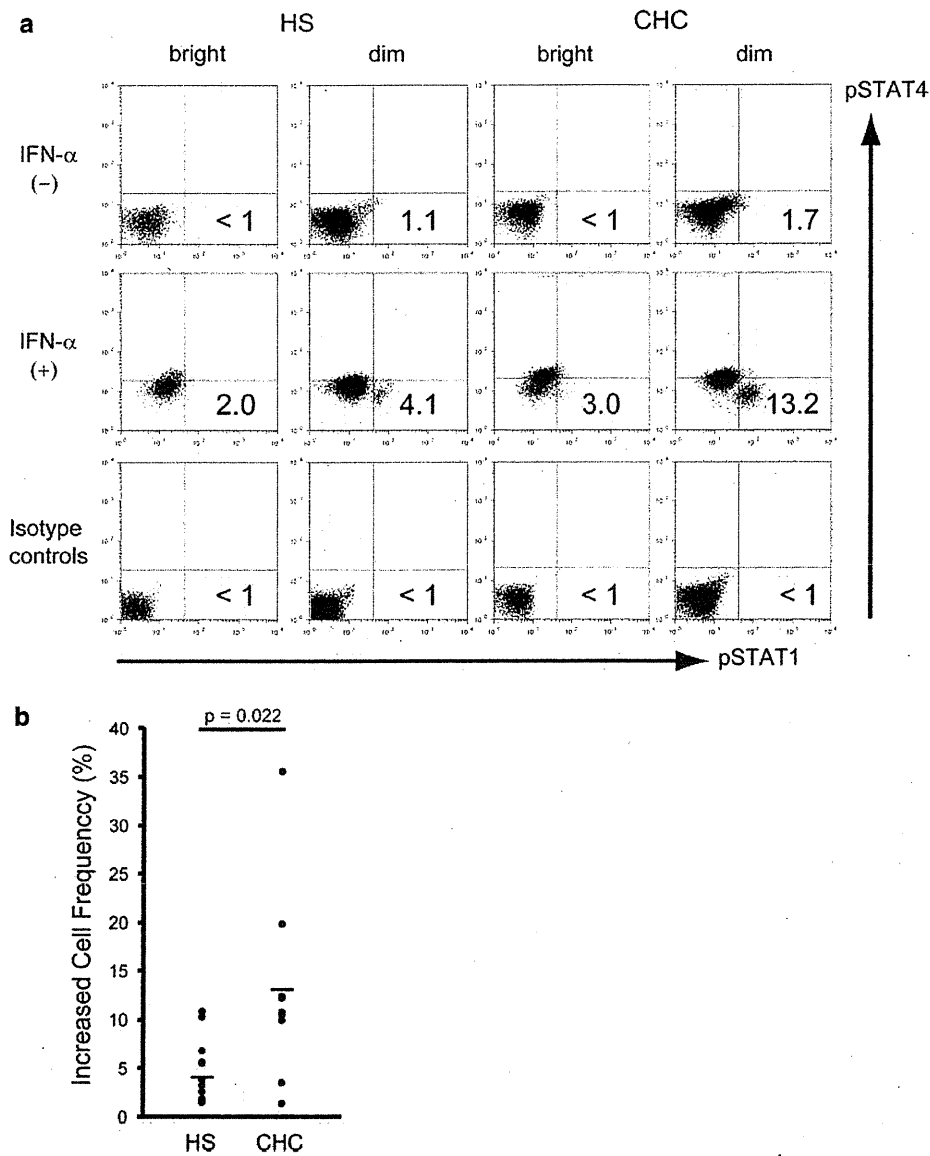 a
HS CHC
bright dim bright dim
pSTAT4
IFN-α
(−)
< 1 1.1 < 1 1.7
IFN-α
(+)
2.0 4.1 3.0 13.2
Isotype
controls
< 1 < 1 < 1 < 1
pSTAT1
b
p = 0.022
Increased Cell Frequenccy (%)
40
35
30
25
20
15
10
5
0
HS CHC